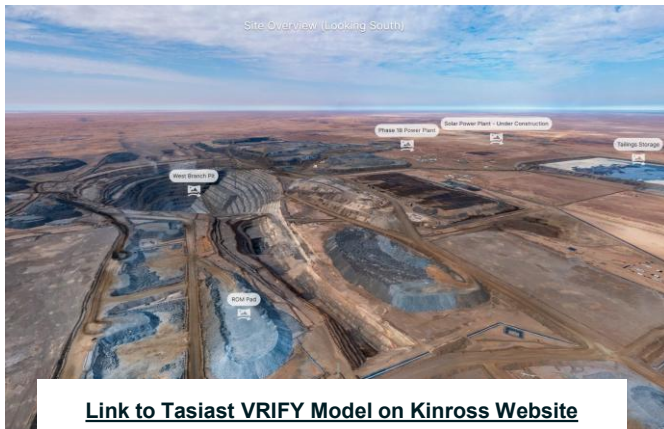 Site Overview (Looking South)
Solar Power Plant - Under Construction
Phase 1B Power Plant
Tailings Storage
West Branch Pit
ROM Pad
Link to Tasiast VRIFY Model on Kinross Website